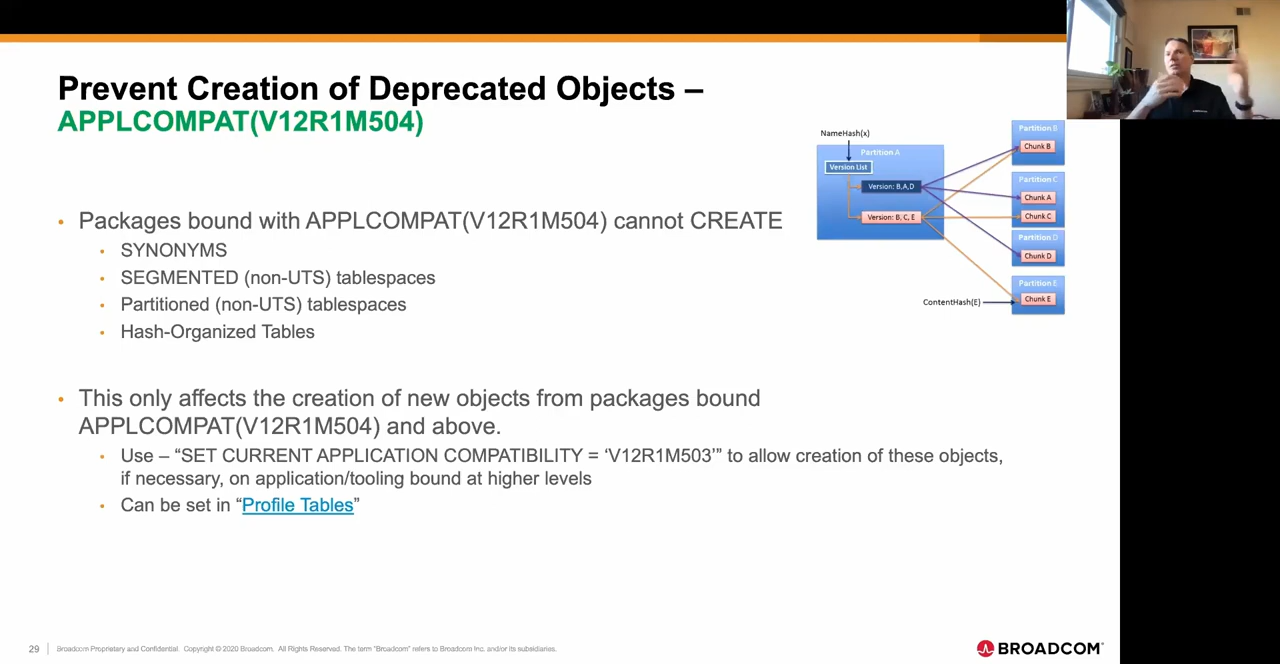 Prevent Creation of Deprecated Objects –
APPLCOMPAT(V12R1M504)
NameHash(x)
Partition A
Version List
Version: B,A,D
Version: B, C, E
Partition B
Chunk B
Partition C
Chunk A
Chunk C
Partition D
Chunk D
Partition E
Chunk E
ContentHash(E)
• Packages bound with APPLCOMPAT(V12R1M504) cannot CREATE
• SYNONYMS
• SEGMENTED (non-UTS) tablespaces
• Partitioned (non-UTS) tablespaces
• Hash-Organized Tables
• This only affects the creation of new objects from packages bound
APPLCOMPAT(V12R1M504) and above.
• Use – “SET CURRENT APPLICATION COMPATIBILITY = ‘V12R1M503’” to allow creation of these objects,
if necessary, on application/tooling bound at higher levels
• Can be set in “Profile Tables”
29 | Broadcom Proprietary and Confidential. Copyright © 2020 Broadcom. All Rights Reserved. The term “Broadcom” refers to Broadcom Inc. and/or its subsidiaries.
BROADCOM